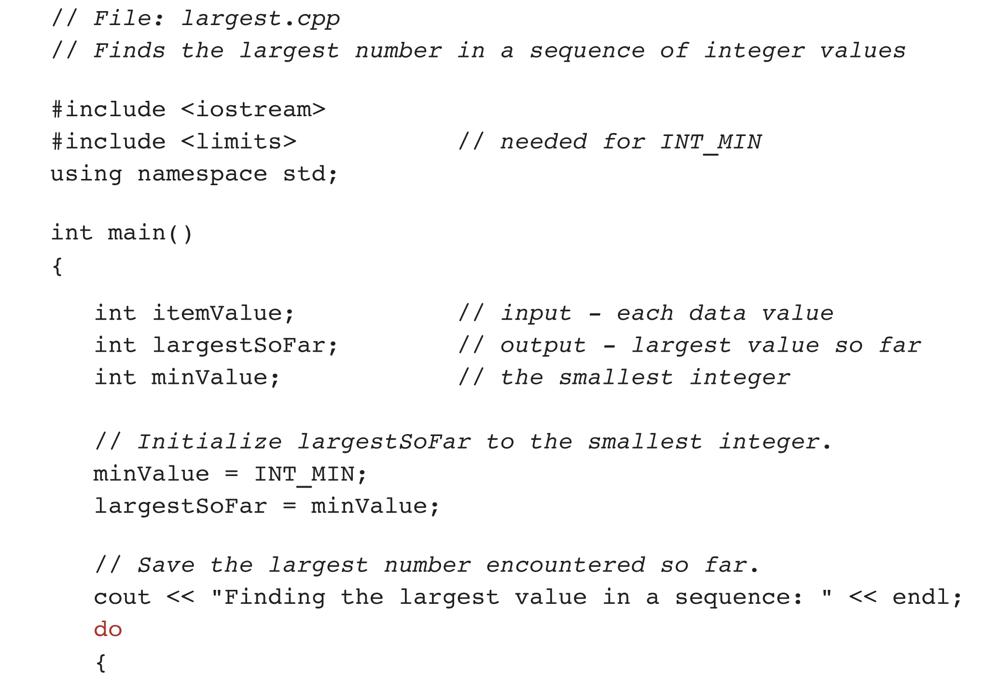 // File: largest.cpp
// Finds the largest number in a sequence of integer values
#include <iostream>
#include <limits> // needed for INT_MIN
using namespace std;
int main()
{
int itemValue; // input - each data value
int largestSoFar; // output - largest value so far
int minValue; // the smallest integer
// Initialize largestSoFar to the smallest integer.
minValue = INT_MIN;
largestSoFar = minValue;
// Save the largest number encountered so far.
cout << "Finding the largest value in a sequence: " << endl;
do
{